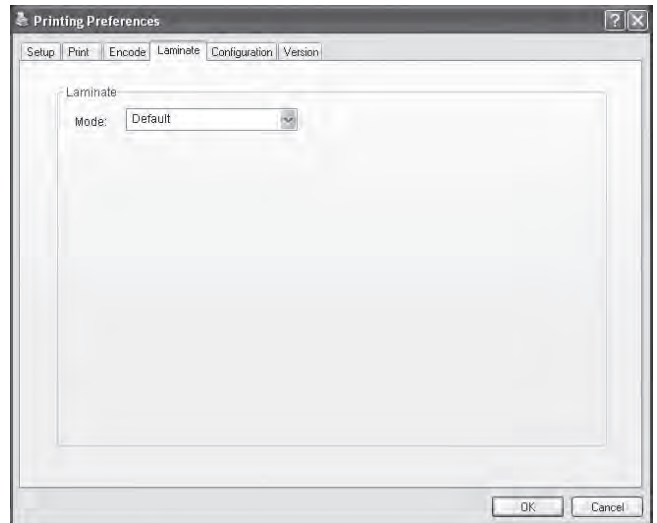 Printing Preferences
Setup Print Encode Laminate Configuration Version
Laminate
Mode: Default
OK Cancel